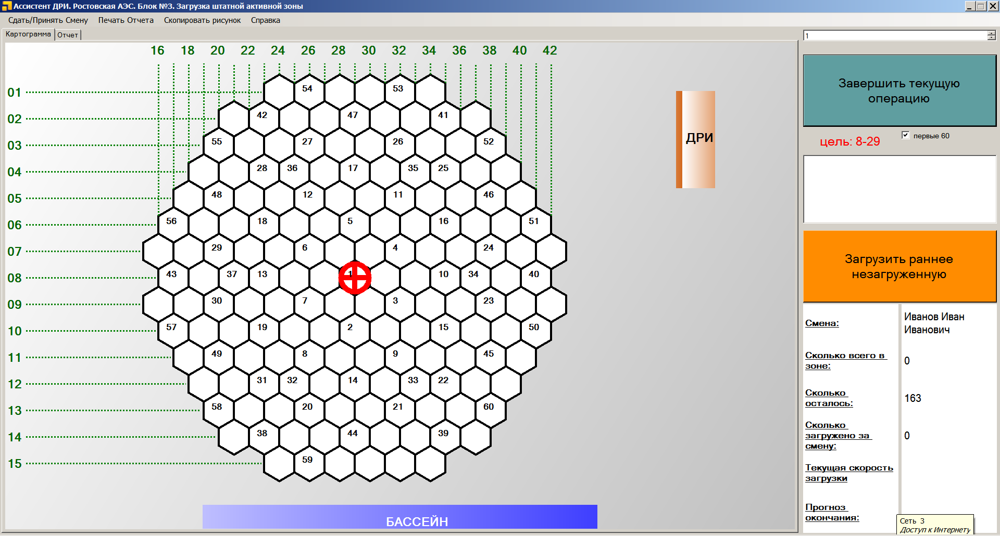 Ассистент ДРИ. Ростовская АЭС. Блок №3. Загрузка штатной активной зоны
Сдать/Принять Смену Печать Отчета Скопировать рисунок Справка
Картограмма Отчет
1
16 18 20 22 24 26 28 30 32 34 36 38 40 42
01 54 53
02 42 47 41
03 55 27 26 52
04 28 36 17 35 25
05 48 12 11 46
06 56 18 5 16 51
07 29 6 4 24
08 43 37 13 1 10 34 40
09 30 7 3 23
10 57 19 2 15 50
11 49 8 9 45
12 31 32 14 33 22
13 58 20 21 60
14 38 44 39
15 59
ДРИ
БАССЕЙН
Завершить текущую
операцию
цель: 8-29
первые 60
Загрузить раннее
незагруженную
Смена:
Иванов Иван
Иванович
Сколько всего в
зоне:
0
Сколько
осталось:
163
Сколько
загружено за
смену:
0
Текущая скорость
загрузки
Прогноз
окончания:
Сеть 3
Доступ к Интернету